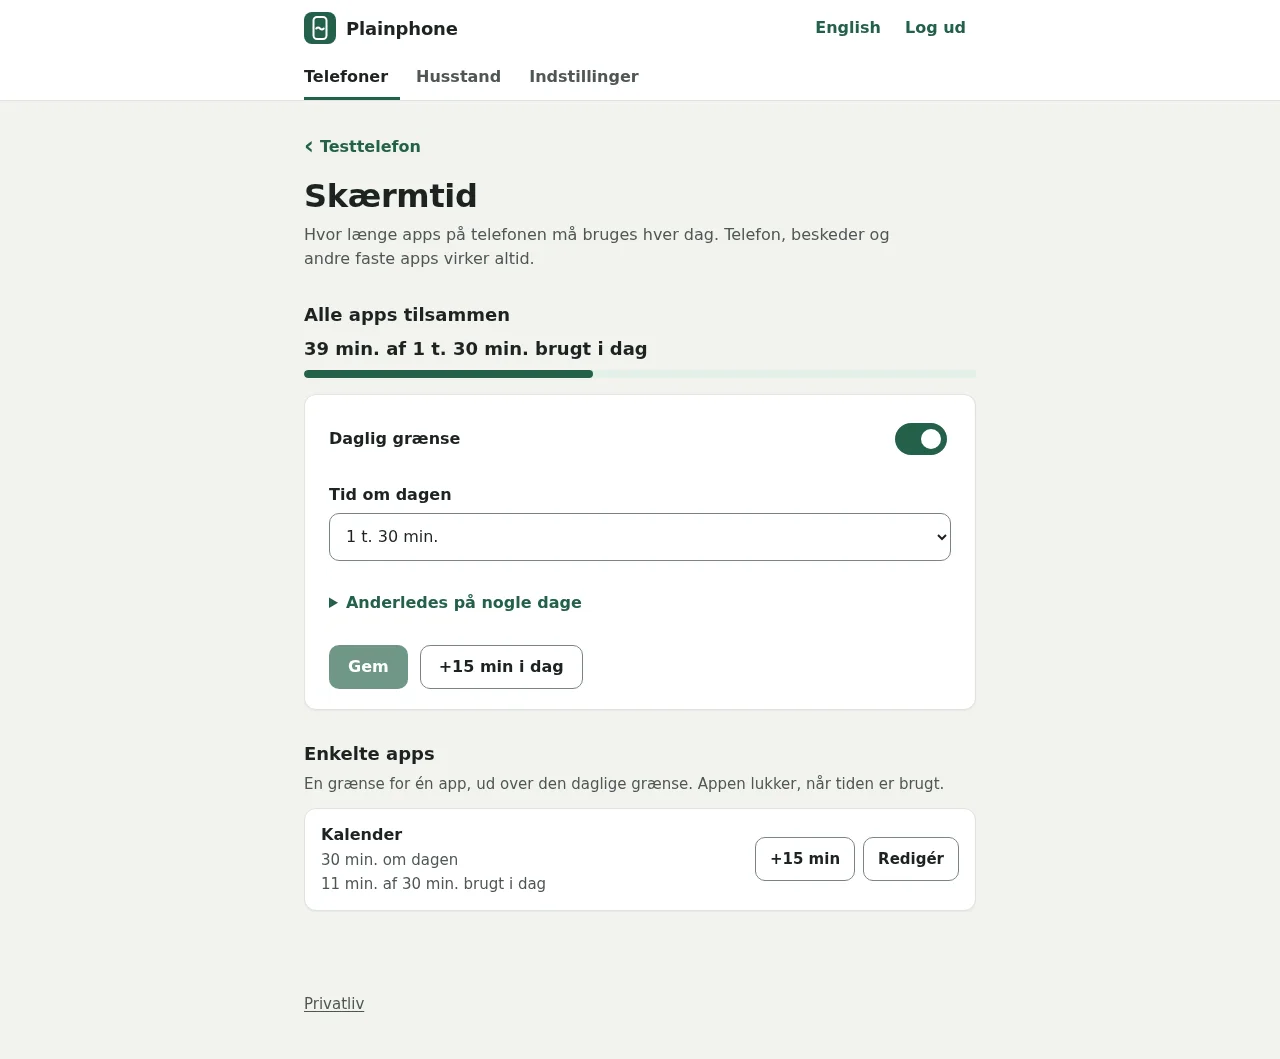 Plainphone
English
Log ud
Telefoner
Husstand
Indstillinger
‹ Testtelefon
Skærmtid
Hvor længe apps på telefonen må bruges hver dag. Telefon, beskeder og
andre faste apps virker altid.
Alle apps tilsammen
39 min. af 1 t. 30 min. brugt i dag
Daglig grænse
Tid om dagen
1 t. 30 min.
Anderledes på nogle dage
Gem
+15 min i dag
Enkelte apps
En grænse for én app, ud over den daglige grænse. Appen lukker, når tiden er brugt.
Kalender
30 min. om dagen
11 min. af 30 min. brugt i dag
+15 min
Redigér
Privatliv